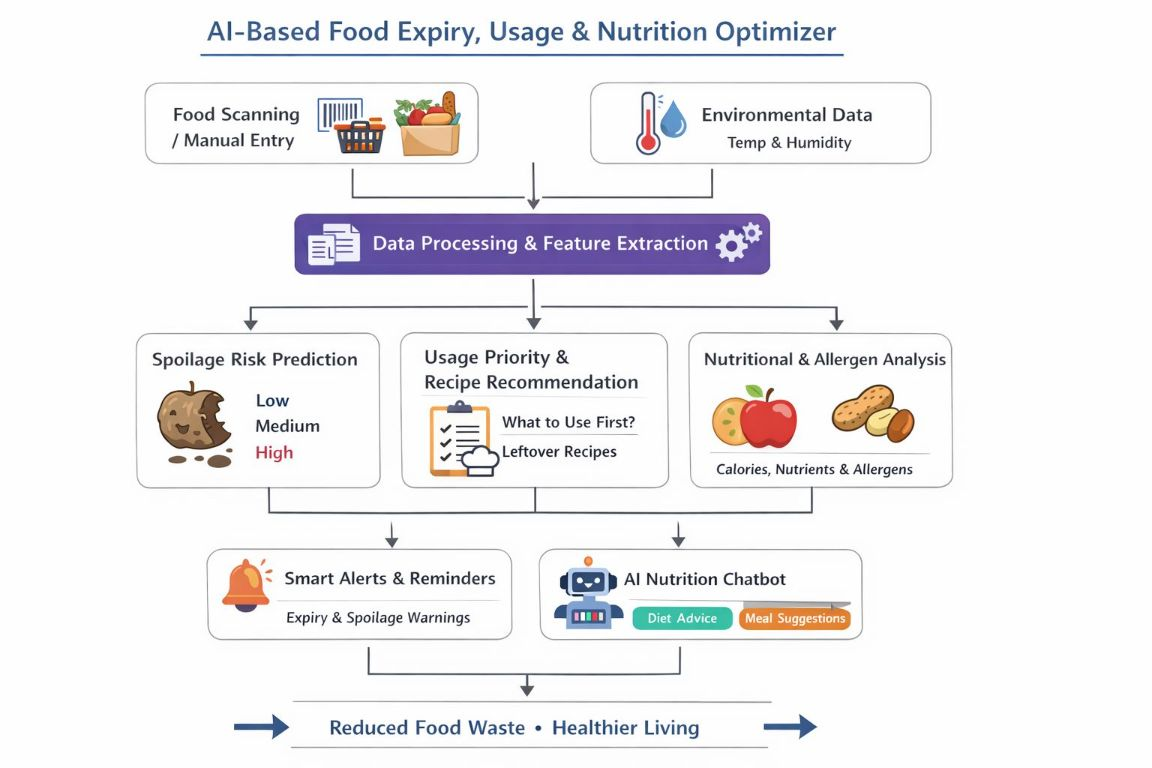 AI-Based Food Expiry, Usage & Nutrition Optimizer
Food Scanning
/ Manual Entry
Environmental Data
Temp & Humidity
Data Processing & Feature Extraction
Spoilage Risk Prediction
Low
Medium
High
Usage Priority &
Recipe Recommendation
What to Use First?
Leftover Recipes
Nutritional & Allergen Analysis
Calories, Nutrients & Allergens
Smart Alerts & Reminders
Expiry & Spoilage Warnings
AI Nutrition Chatbot
Diet Advice
Meal Suggestions
Reduced Food Waste • Healthier Living